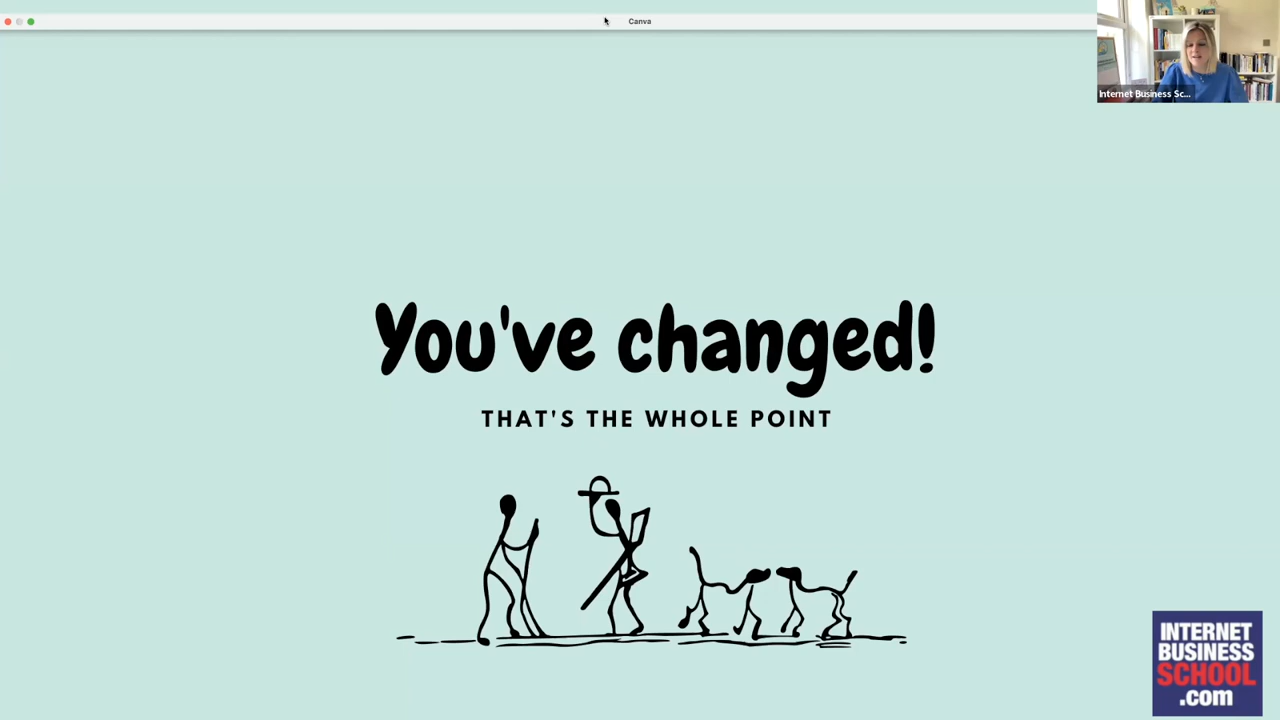 Canva
Internet Business Sc...
You've changed!
THAT'S THE WHOLE POINT
INTERNET
BUSINESS
SCHOOL
.com